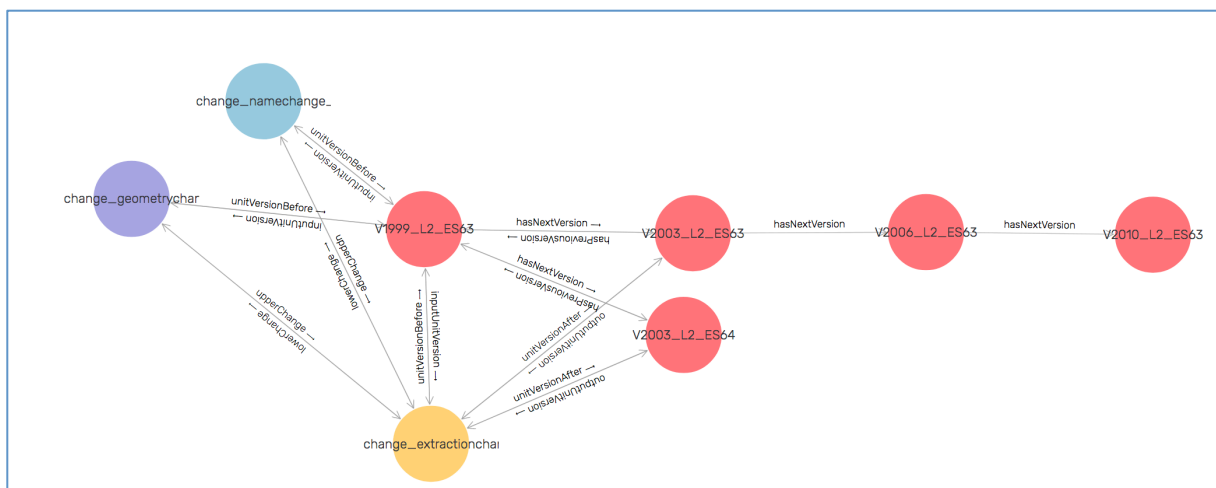 change_namechange_
unitVersionBefore →
inputUnitVersion →
change_geometrychar
unitVersionBefore →
inputUnitVersion →
V1999_L2_ES63
hasNextVersion →
hasPreviousVersion →
V2003_L2_ES63
hasNextVersion
V2006_L2_ES63
hasNextVersion
V2010_L2_ES63
upperChange →
lowerChange →
hasNextVersion →
hasPreviousVersion →
upperChange →
lowerChange →
← unitVersionBefore
inputUnitVersion →
unitVersionAfter →
outputUnitVersion →
V2003_L2_ES64
unitVersionAfter →
outputUnitVersion →
change_extractionchar